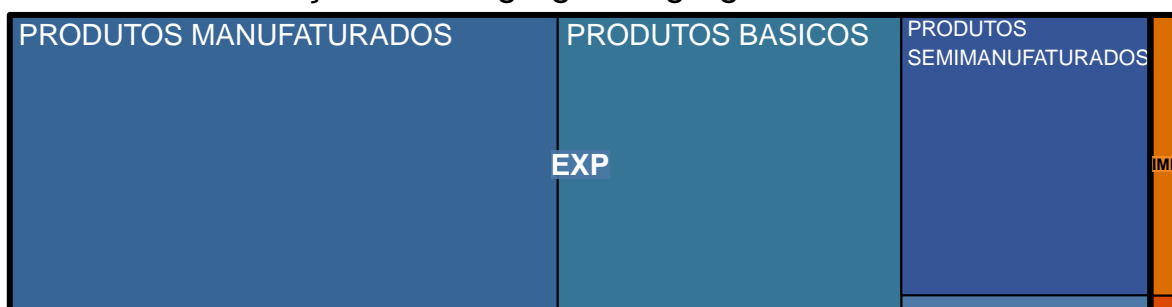 PRODUTOS MANUFATURADOS
PRODUTOS BASICOS
PRODUTOS
SEMIMANUFATURADOS
EXP